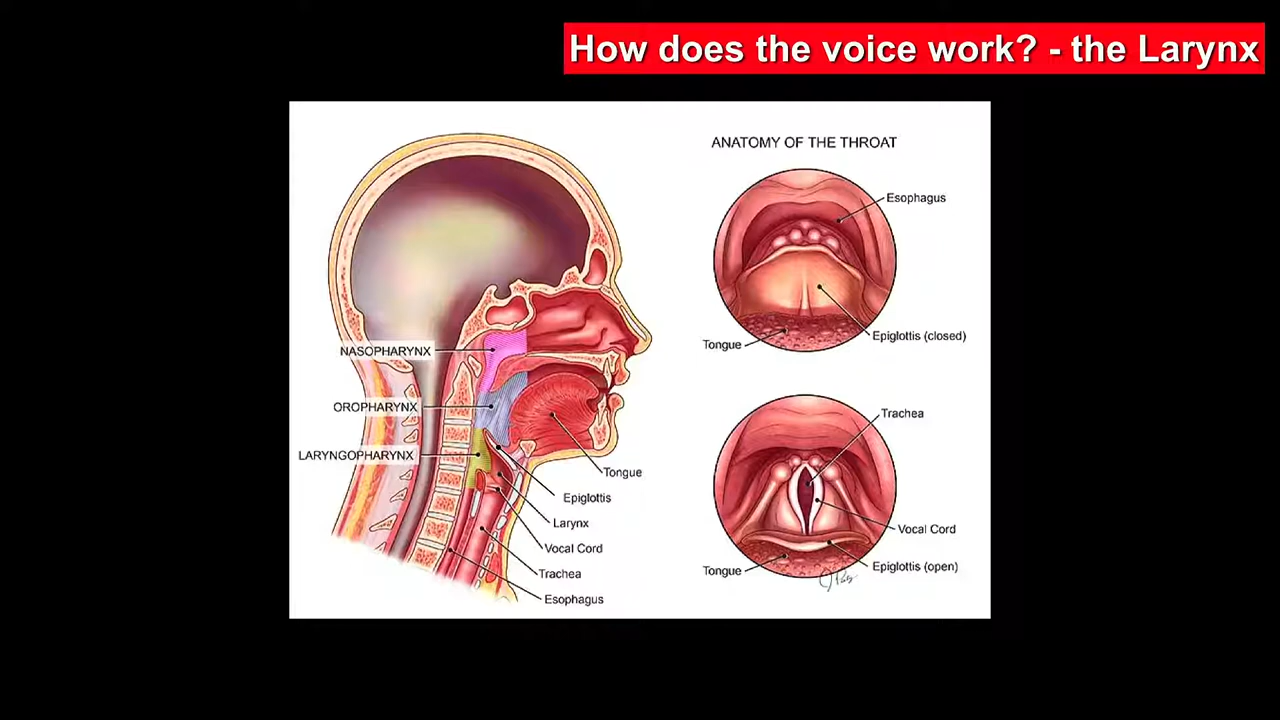 How does the voice work? - the Larynx
ANATOMY OF THE THROAT
NASOPHARYNX
OROPHARYNX
LARYNGOPHARYNX
Tongue
Epiglottis
Larynx
Vocal Cord
Trachea
Esophagus
Esophagus
Epiglottis (closed)
Tongue
Trachea
Vocal Cord
Epiglottis (open)
Tongue